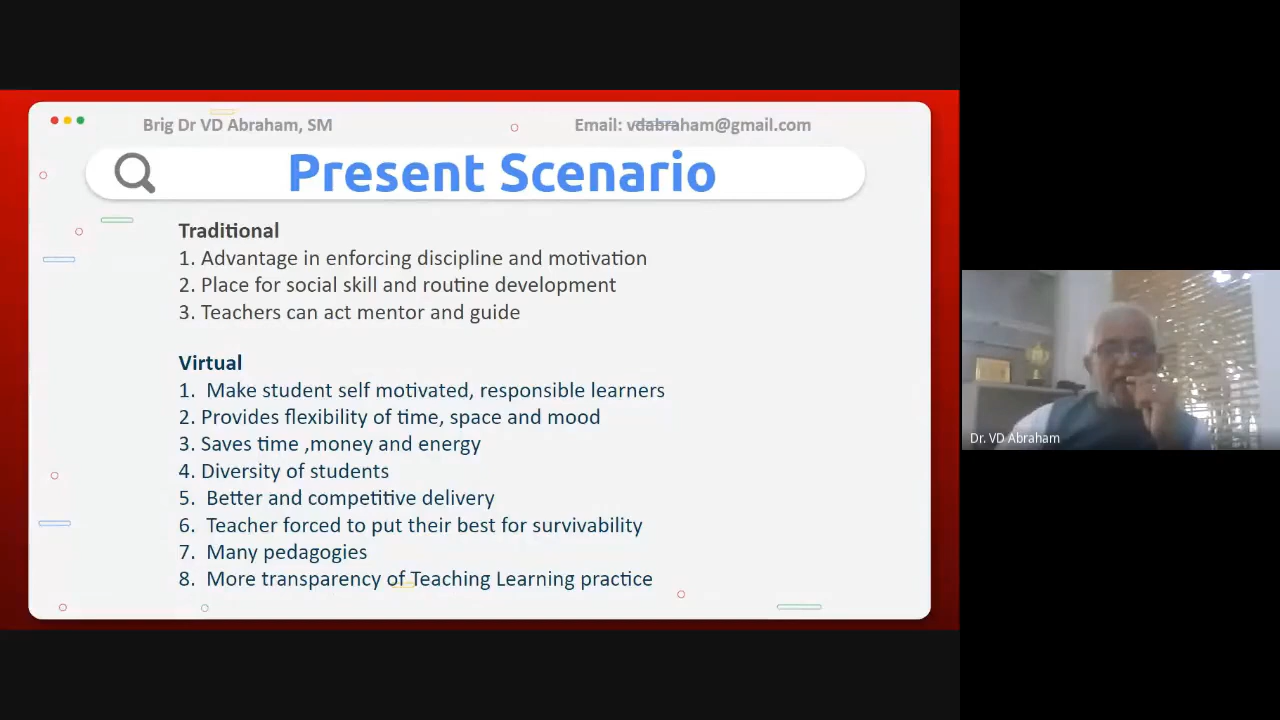 Brig Dr VD Abraham, SM
Email: vdabraham@gmail.com
Present Scenario
Traditional
1. Advantage in enforcing discipline and motivation
2. Place for social skill and routine development
3. Teachers can act mentor and guide
Virtual
1. Make student self motivated, responsible learners
2. Provides flexibility of time, space and mood
3. Saves time ,money and energy
4. Diversity of students
5. Better and competitive delivery
6. Teacher forced to put their best for survivability
7. Many pedagogies
8. More transparency of Teaching Learning practice
Dr. VD Abraham